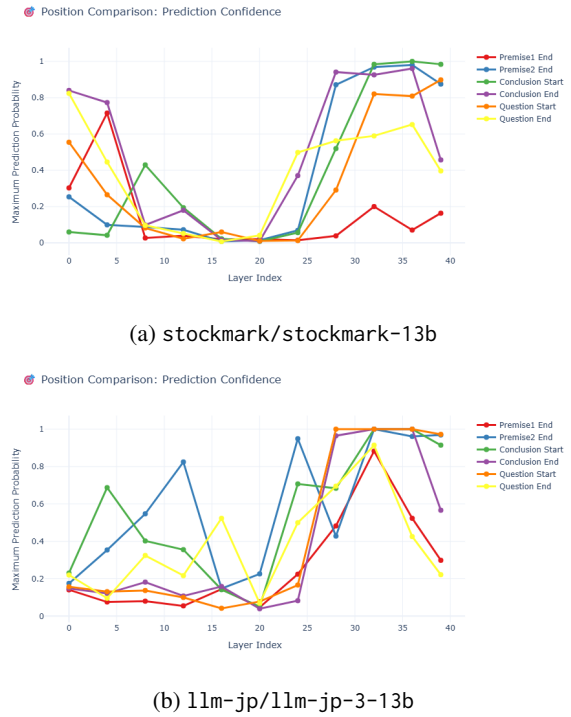 🎯 Position Comparison: Prediction Confidence
Maximum Prediction Probability
1
0.8
0.6
0.4
0.2
0
0
5
10
15
20
25
30
35
40
Layer Index
Premise1 End
Premise2 End
Conclusion Start
Conclusion End
Question Start
Question End
(a) stockmark/stockmark-13b
🎯 Position Comparison: Prediction Confidence
Maximum Prediction Probability
1
0.8
0.6
0.4
0.2
0
0
5
10
15
20
25
30
35
40
Layer Index
Premise1 End
Premise2 End
Conclusion Start
Conclusion End
Question Start
Question End
(b) llm-jp/llm-jp-3-13b